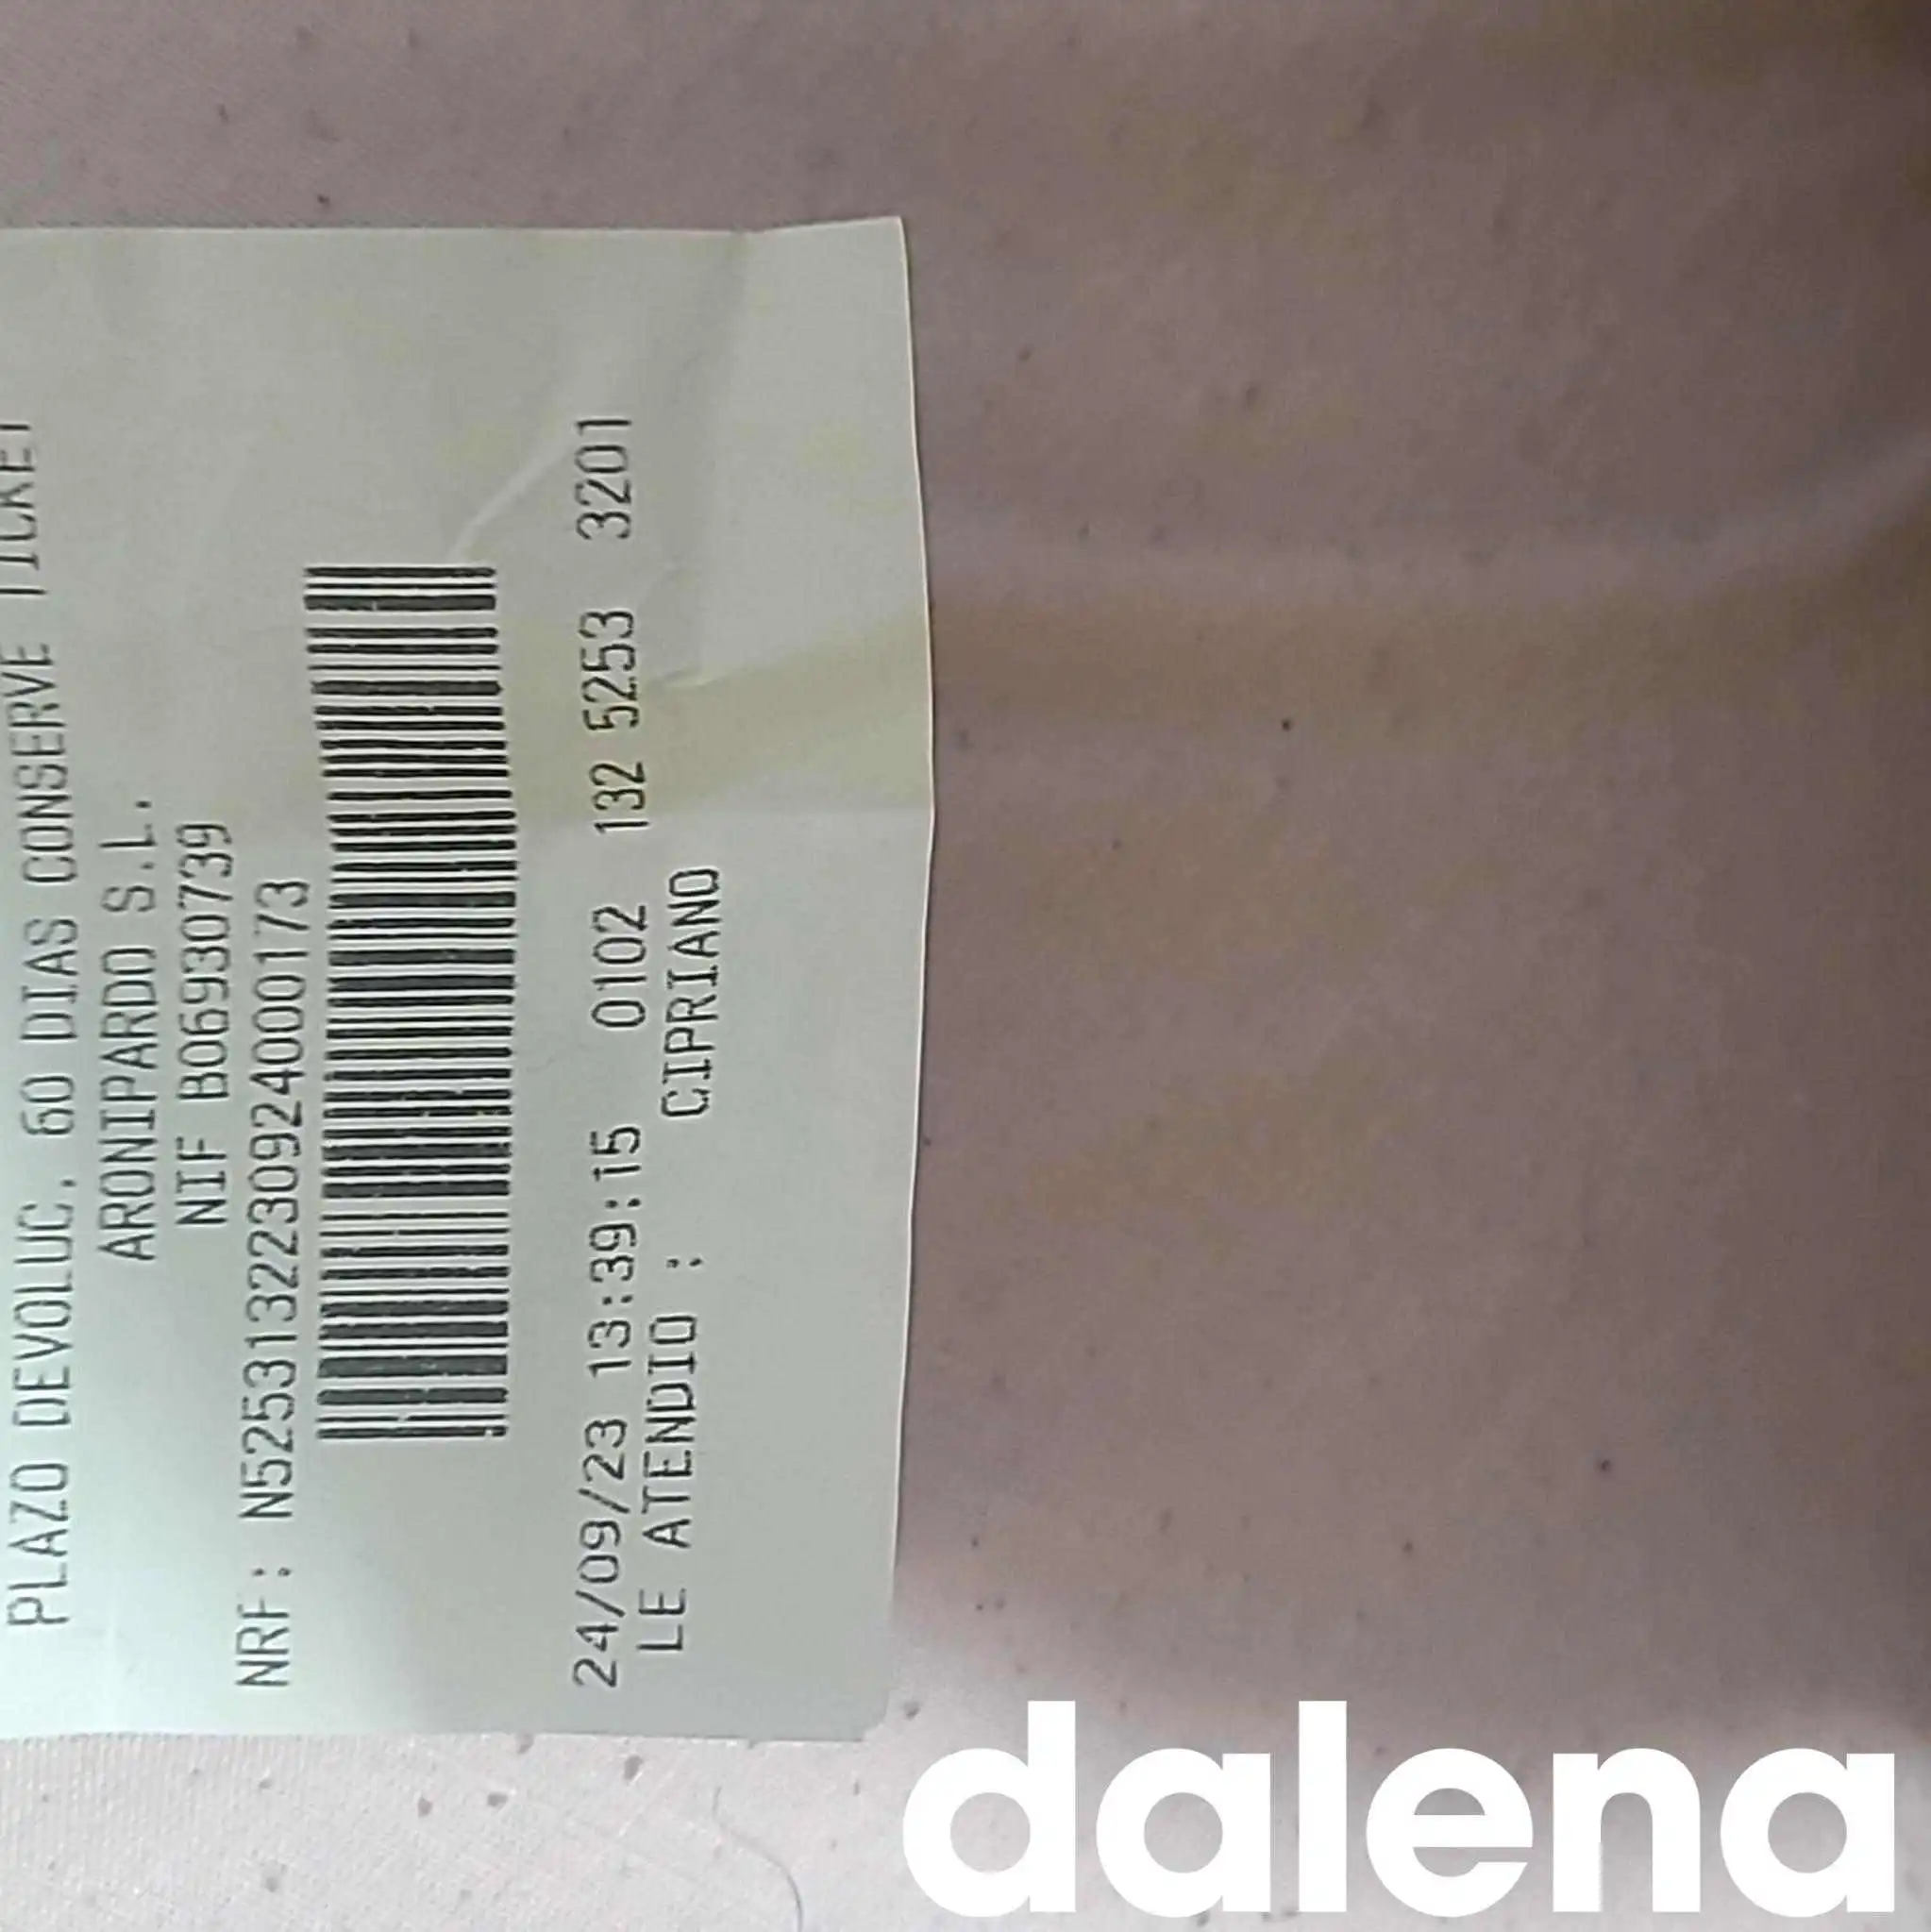 PLAZO DEVOLUC. 60 DIAS CONSERVE TICKET
ARONIPARDO S.L.
NIF B06930739
NRF: N5253132230924000173
24/09/23 13:39:15 0102 132 5253 3201
LE ATENDIO : CIPRIANO
dalena